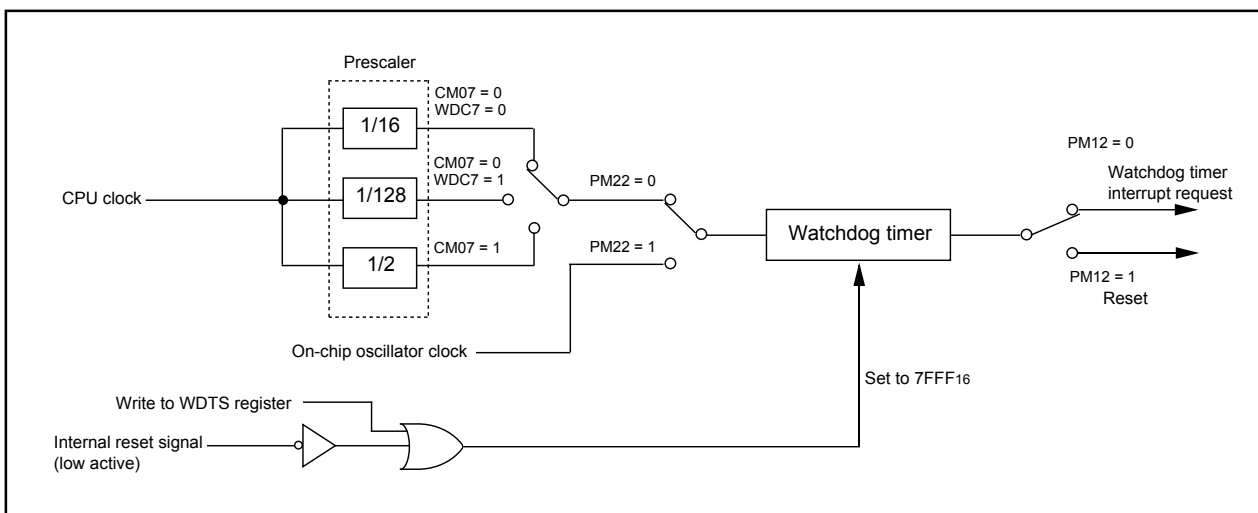 Prescaler
CM07 = 0
WDC7 = 0
1/16
PM12 = 0
CM07 = 0
WDC7 = 1
PM22 = 0
Watchdog timer
interrupt request
CPU clock
1/128
Watchdog timer
CM07 = 1
PM22 = 1
1/2
PM12 = 1
Reset
On-chip oscillator clock
Set to 7FFF16
Write to WDTS register
Internal reset signal
(low active)